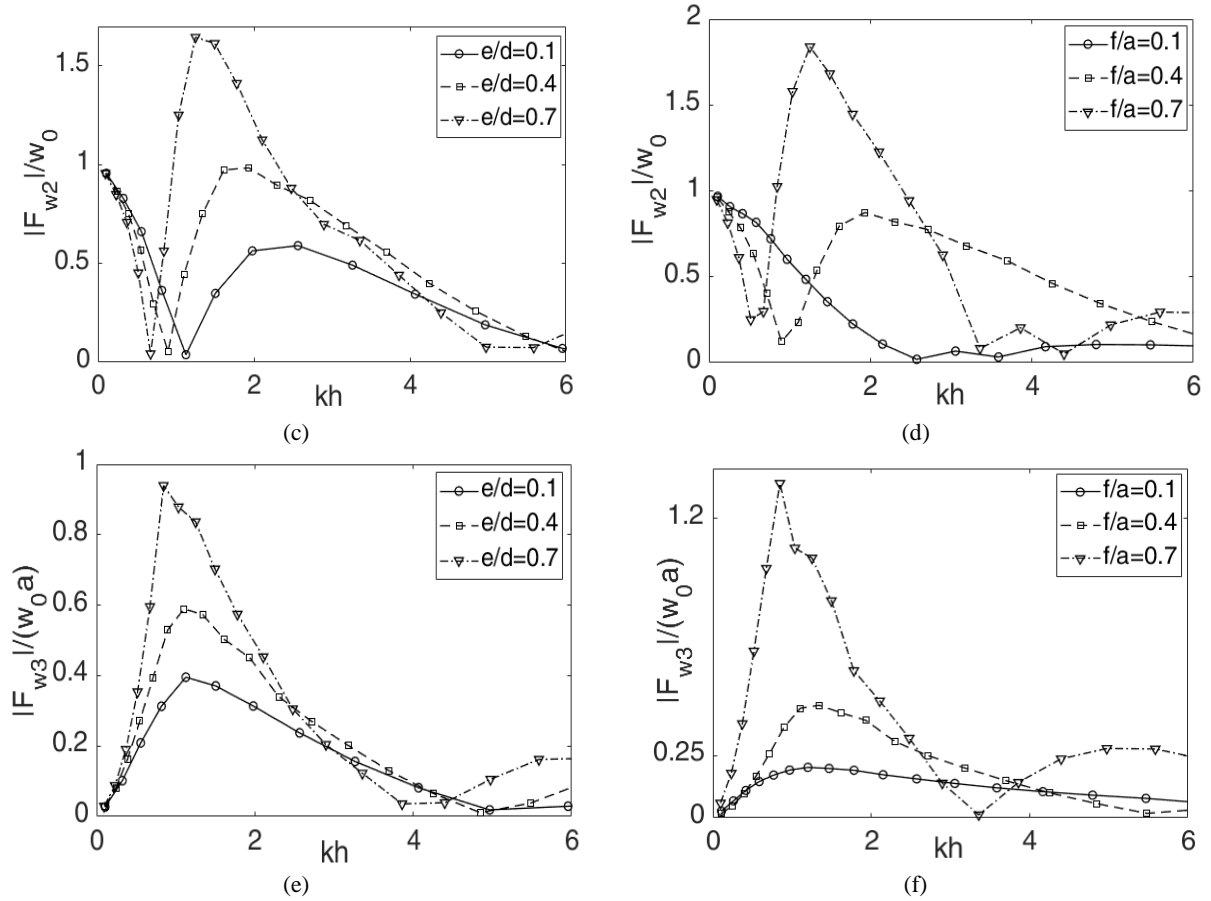 1.5
1
0.5
0
|F_w2|/w_0
e/d=0.1
e/d=0.4
e/d=0.7
0 2 4 6
kh
(c)
2
1.5
1
0.5
0
|F_w2|/w_0
f/a=0.1
f/a=0.4
f/a=0.7
0 2 4 6
kh
(d)
1
0.8
0.6
0.4
0.2
0
|F_w3|/(w_0a)
e/d=0.1
e/d=0.4
e/d=0.7
0 2 4 6
kh
(e)
1.2
0.25
0
|F_w3|/(w_0a)
f/a=0.1
f/a=0.4
f/a=0.7
0 2 4 6
kh
(f)